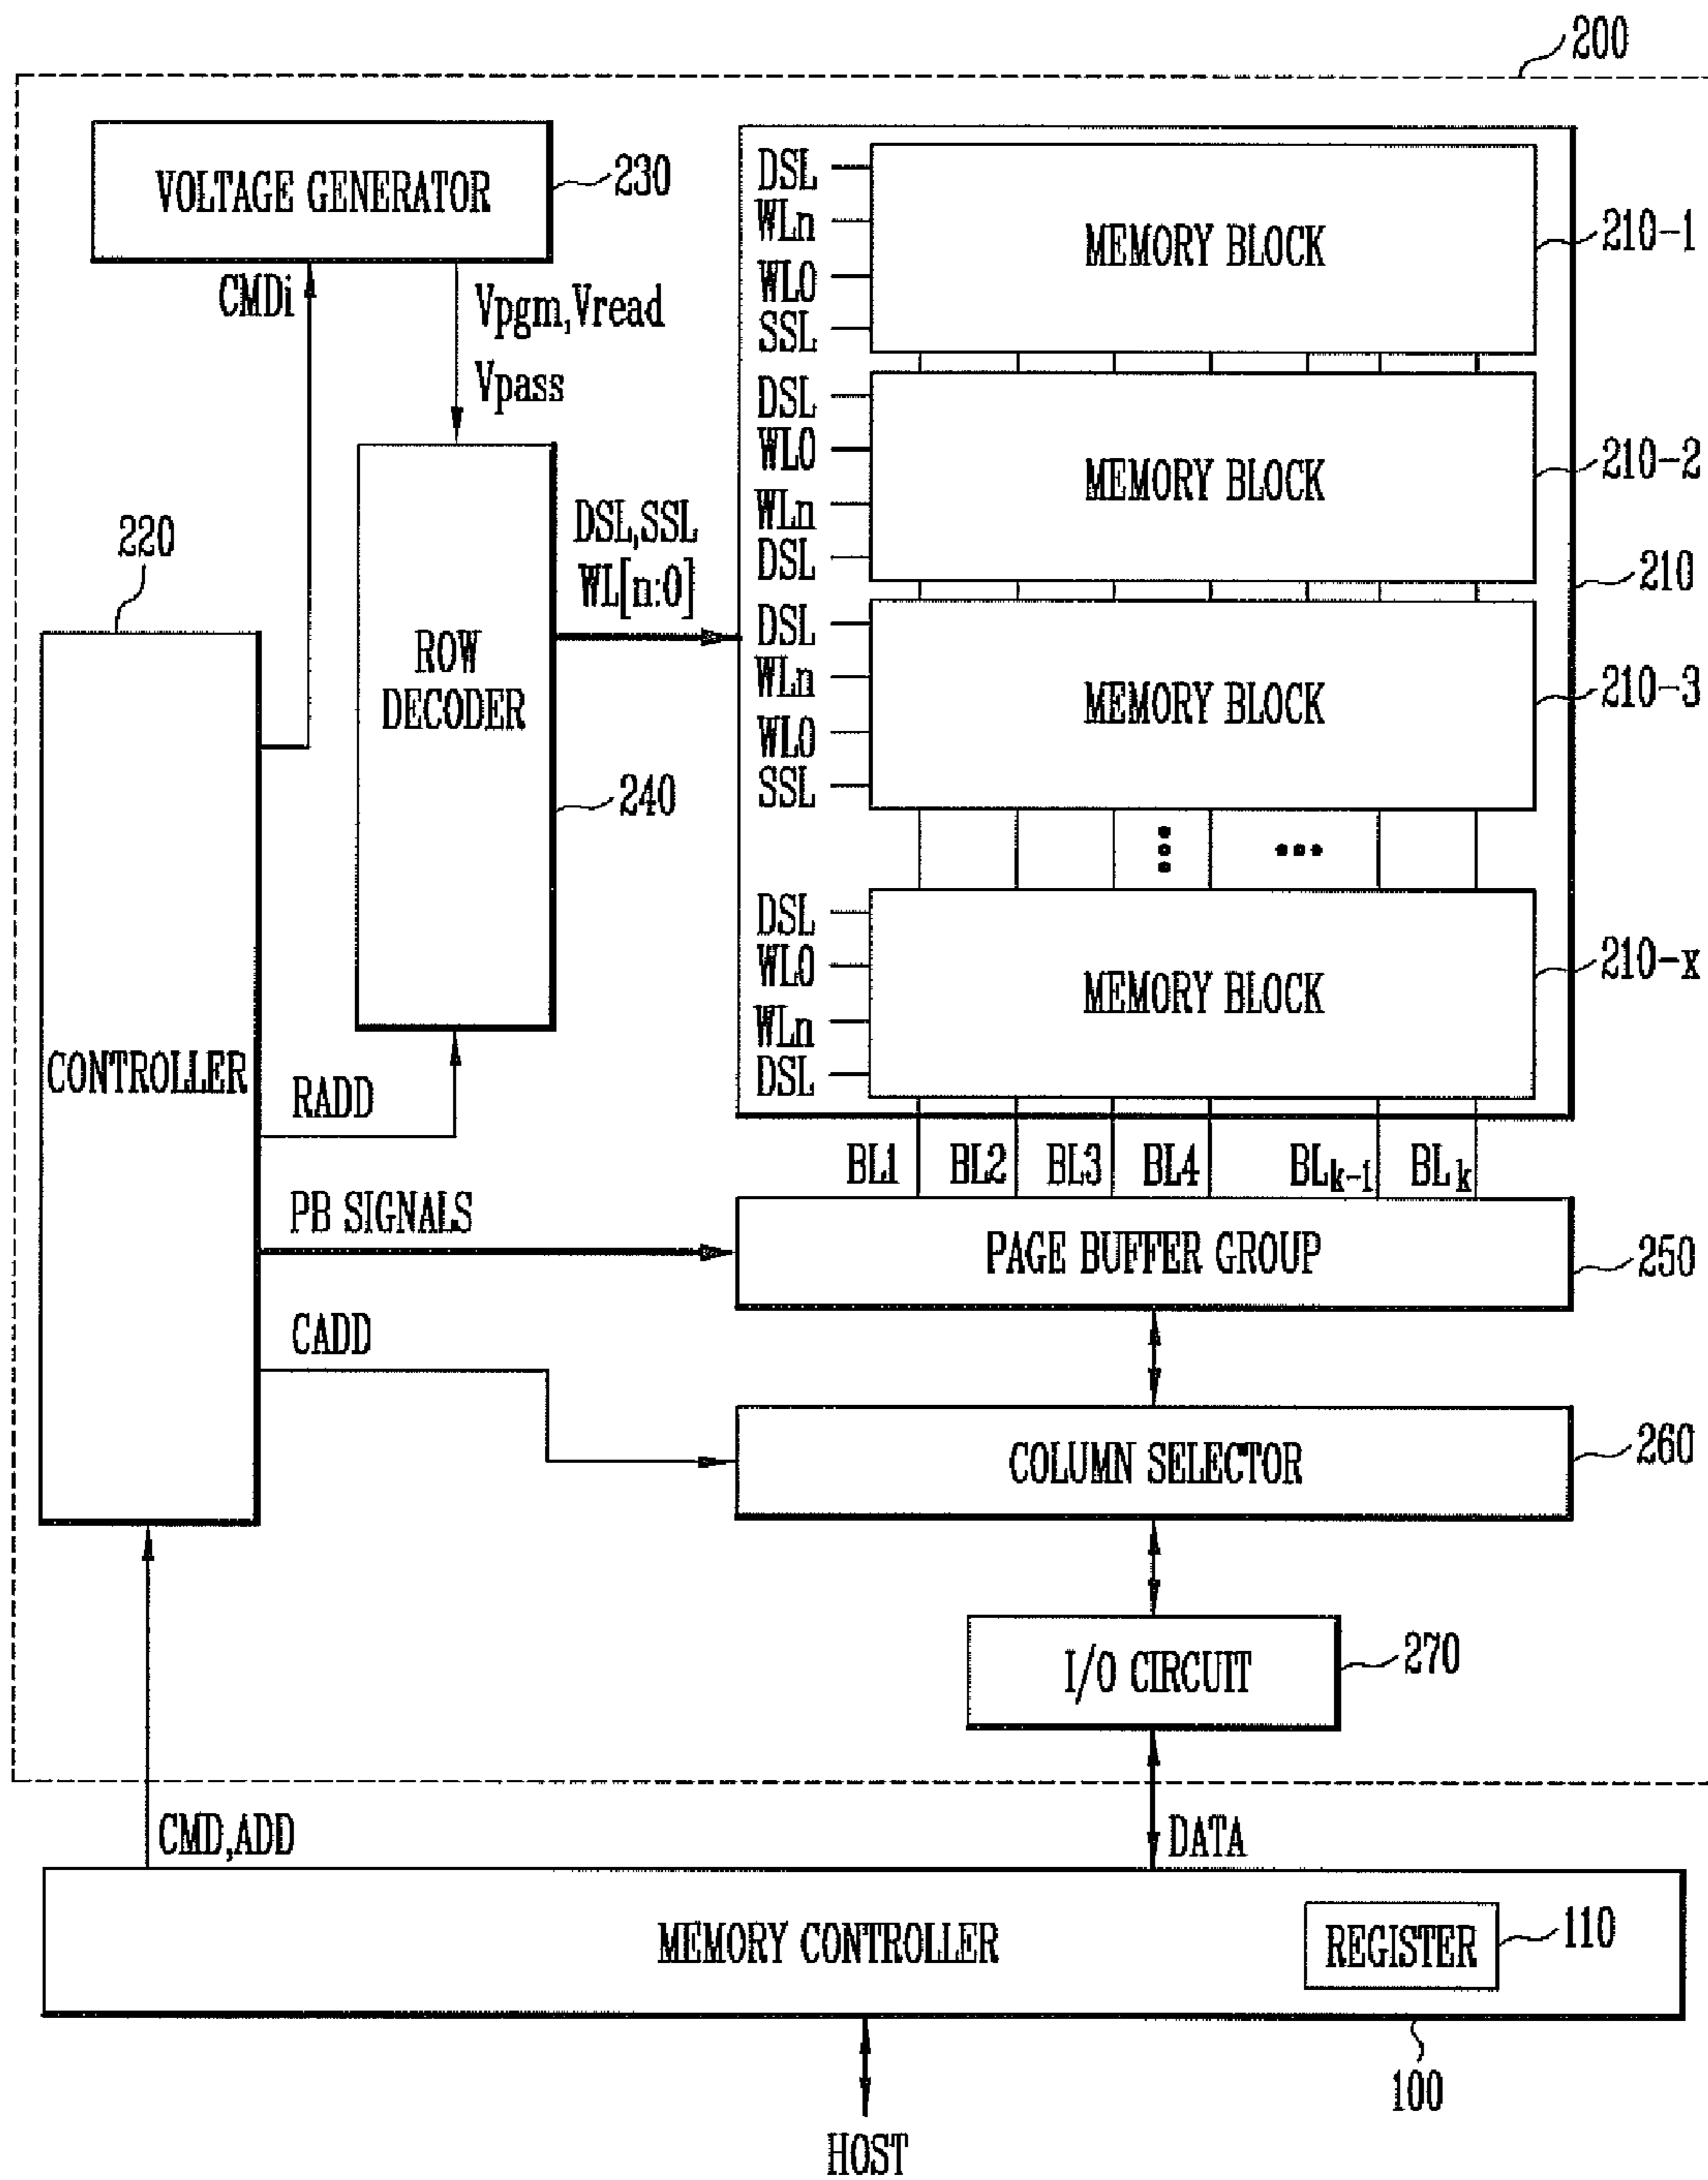 200
VOLTAGE GENERATOR
230
CMDi
Vpgm,Vread
Vpass
220
CONTROLLER
ROW
DECODER
240
DSL,SSL
WL[n:0]
RADD
PB SIGNALS
CADD
DSL
WLn
WL0
SSL
MEMORY BLOCK
210-1
DSL
WL0
WLn
DSL
MEMORY BLOCK
210-2
210
DSL
WLn
WL0
SSL
MEMORY BLOCK
210-3
DSL
WL0
WLn
DSL
MEMORY BLOCK
210-x
BL1 BL2 BL3 BL4 BLk-1 BLk
PAGE BUFFER GROUP
250
COLUMN SELECTOR
260
I/O CIRCUIT
270
CMD,ADD
DATA
MEMORY CONTROLLER
REGISTER
110
100
HOST